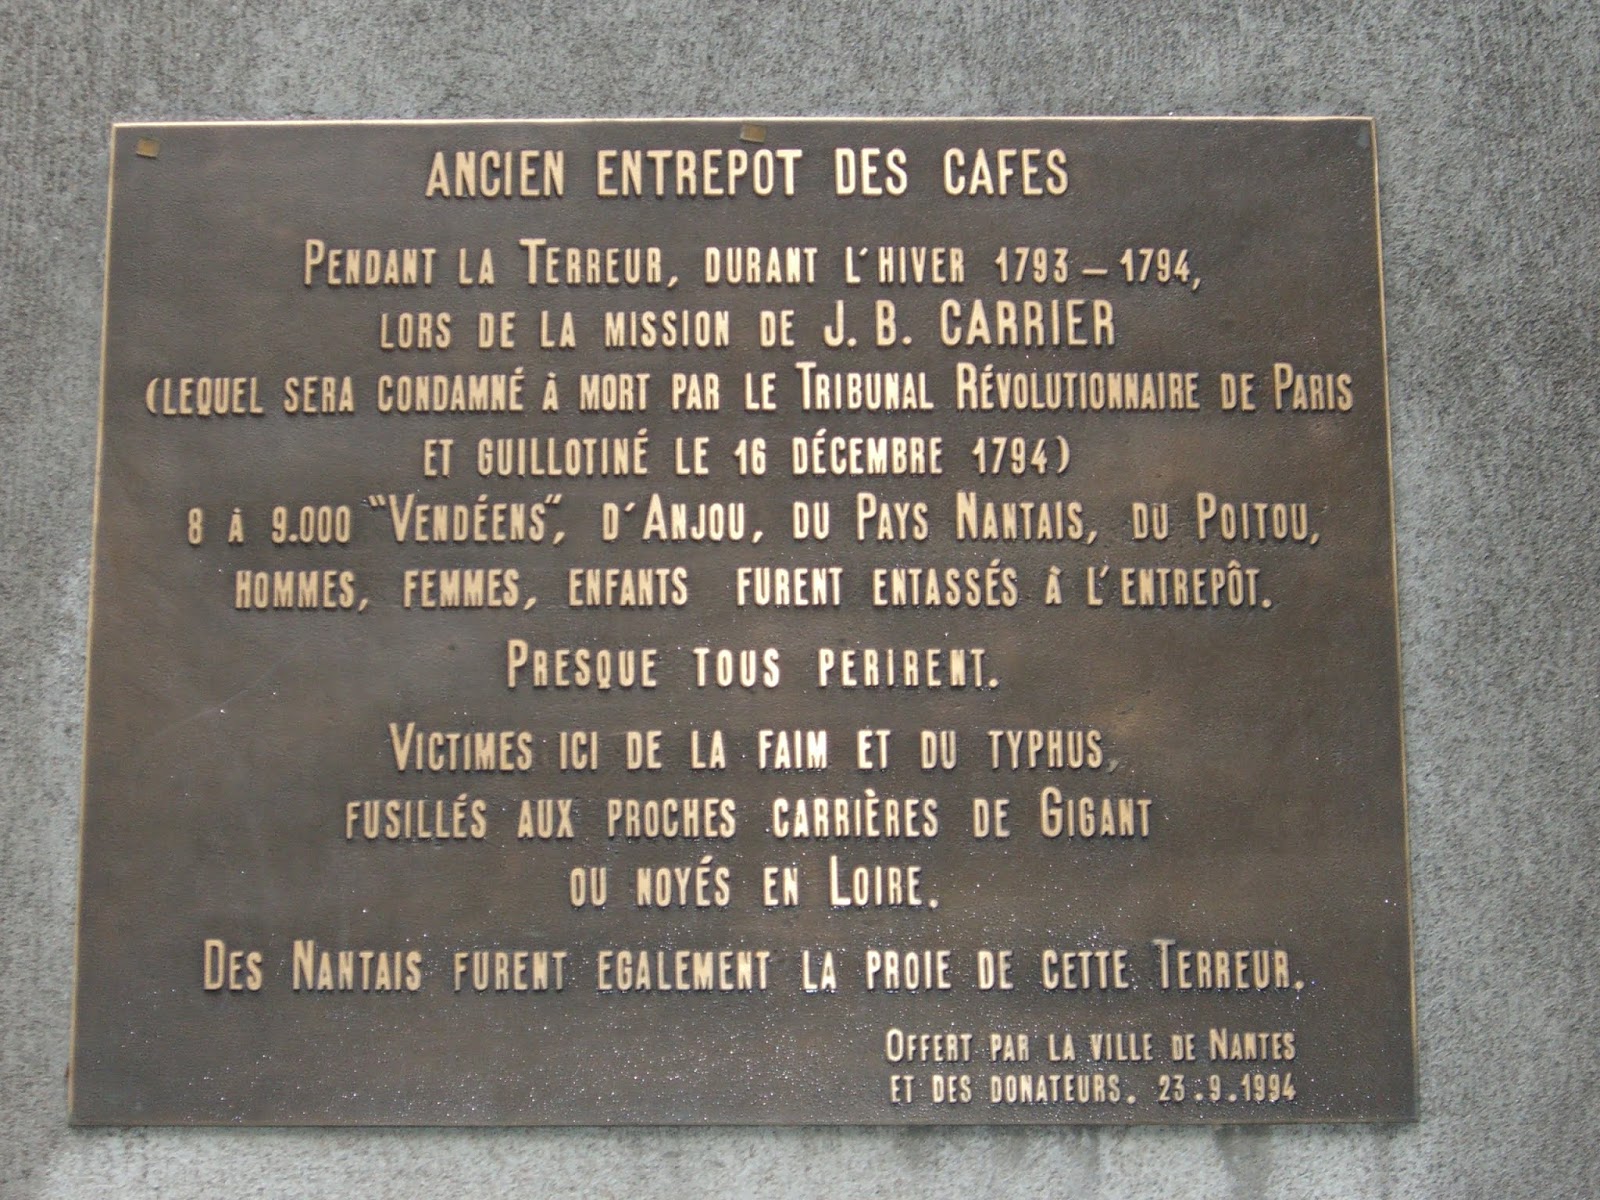 ANCIEN ENTREPOT DES CAFES
PENDANT LA TERREUR, DURANT L'HIVER 1793 – 1794,
LORS DE LA MISSION DE J. B. CARRIER
(LEQUEL SERA CONDAMNÉ À MORT PAR LE TRIBUNAL RÉVOLUTIONNAIRE DE PARIS
ET GUILLOTINÉ LE 16 DÉCEMBRE 1794)
8 À 9.000 "VENDÉENS", D'ANJOU, DU PAYS NANTAIS, DU POITOU,
HOMMES, FEMMES, ENFANTS FURENT ENTASSÉS À L'ENTREPÔT.
PRESQUE TOUS PERIRENT.
VICTIMES ICI DE LA FAIM ET DU TYPHUS,
FUSILLÉS AUX PROCHES CARRIÈRES DE GIGANT
OU NOYÉS EN LOIRE.
DES NANTAIS FURENT EGALEMENT LA PROIE DE CETTE TERREUR.
OFFERT PAR LA VILLE DE NANTES
ET DES DONATEURS. 23.9.1994